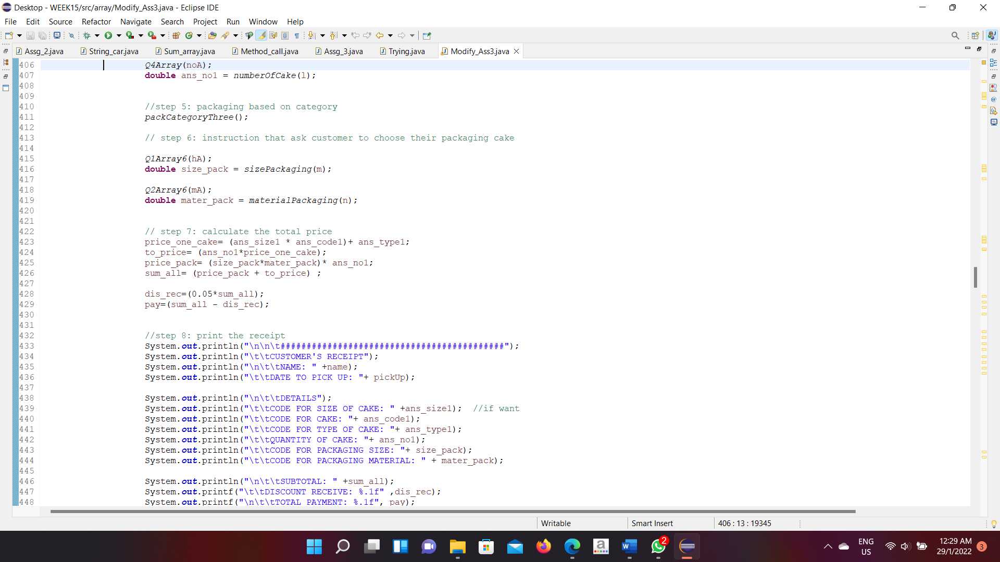 Desktop - WEEK15/src/array/Modify_Ass3.java - Eclipse IDE
File Edit Source Refactor Navigate Search Project Run Window Help
Assg_2.java String_car.java Sum_array.java Method_call.java Assg_3.java Trying.java Modify_Ass3.java
406 Q4Array(noA);
407 double ans_no1 = numberOfCake(l);
408
409
410 //step 5: packaging based on category
411 packCategoryThree();
412
413 // step 6: instruction that ask customer to choose their packaging cake
414
415 Q1Array6(hA);
416 double size_pack = sizePackaging(m);
417
418 Q2Array6(mA);
419 double mater_pack = materialPackaging(n);
420
421
422 // step 7: calculate the total price
423 price_one_cake= (ans_size1 * ans_code1)+ ans_type1;
424 to_price= (ans_no1*price_one_cake);
425 price_pack= (size_pack*mater_pack)* ans_no1;
426 sum_all= (price_pack + to_price) ;
427
428 dis_rec=(0.05*sum_all);
429 pay=(sum_all - dis_rec);
430
431
432 //step 8: print the receipt
433 System.out.println("\n\n\t###########################################");
434 System.out.println("\t\tCUSTOMER'S RECEIPT");
435 System.out.println("\n\t\tNAME: " +name);
436 System.out.println("\t\tDATE TO PICK UP: "+ pickUp);
437
438 System.out.println("\n\t\tDETAILS");
439 System.out.println("\t\tCODE FOR SIZE OF CAKE: " +ans_size1); //if want
440 System.out.println("\t\tCODE FOR CAKE: "+ ans_code1);
441 System.out.println("\t\tCODE FOR TYPE OF CAKE: "+ ans_type1);
442 System.out.println("\t\tQUANTITY OF CAKE: "+ ans_no1);
443 System.out.println("\t\tCODE FOR PACKAGING SIZE: "+ size_pack);
444 System.out.println("\t\tCODE FOR PACKAGING MATERIAL: " + mater_pack);
445
446 System.out.println("\n\t\tSUBTOTAL: " +sum_all);
447 System.out.printf("\t\tDISCOUNT RECEIVE: %.1f" ,dis_rec);
448 System.out.printf("\n\t\tTOTAL PAYMENT: %.1f", pay);
Writable Smart Insert 406 : 13 : 19345
2
ENG
US
12:29 AM
29/1/2022
3